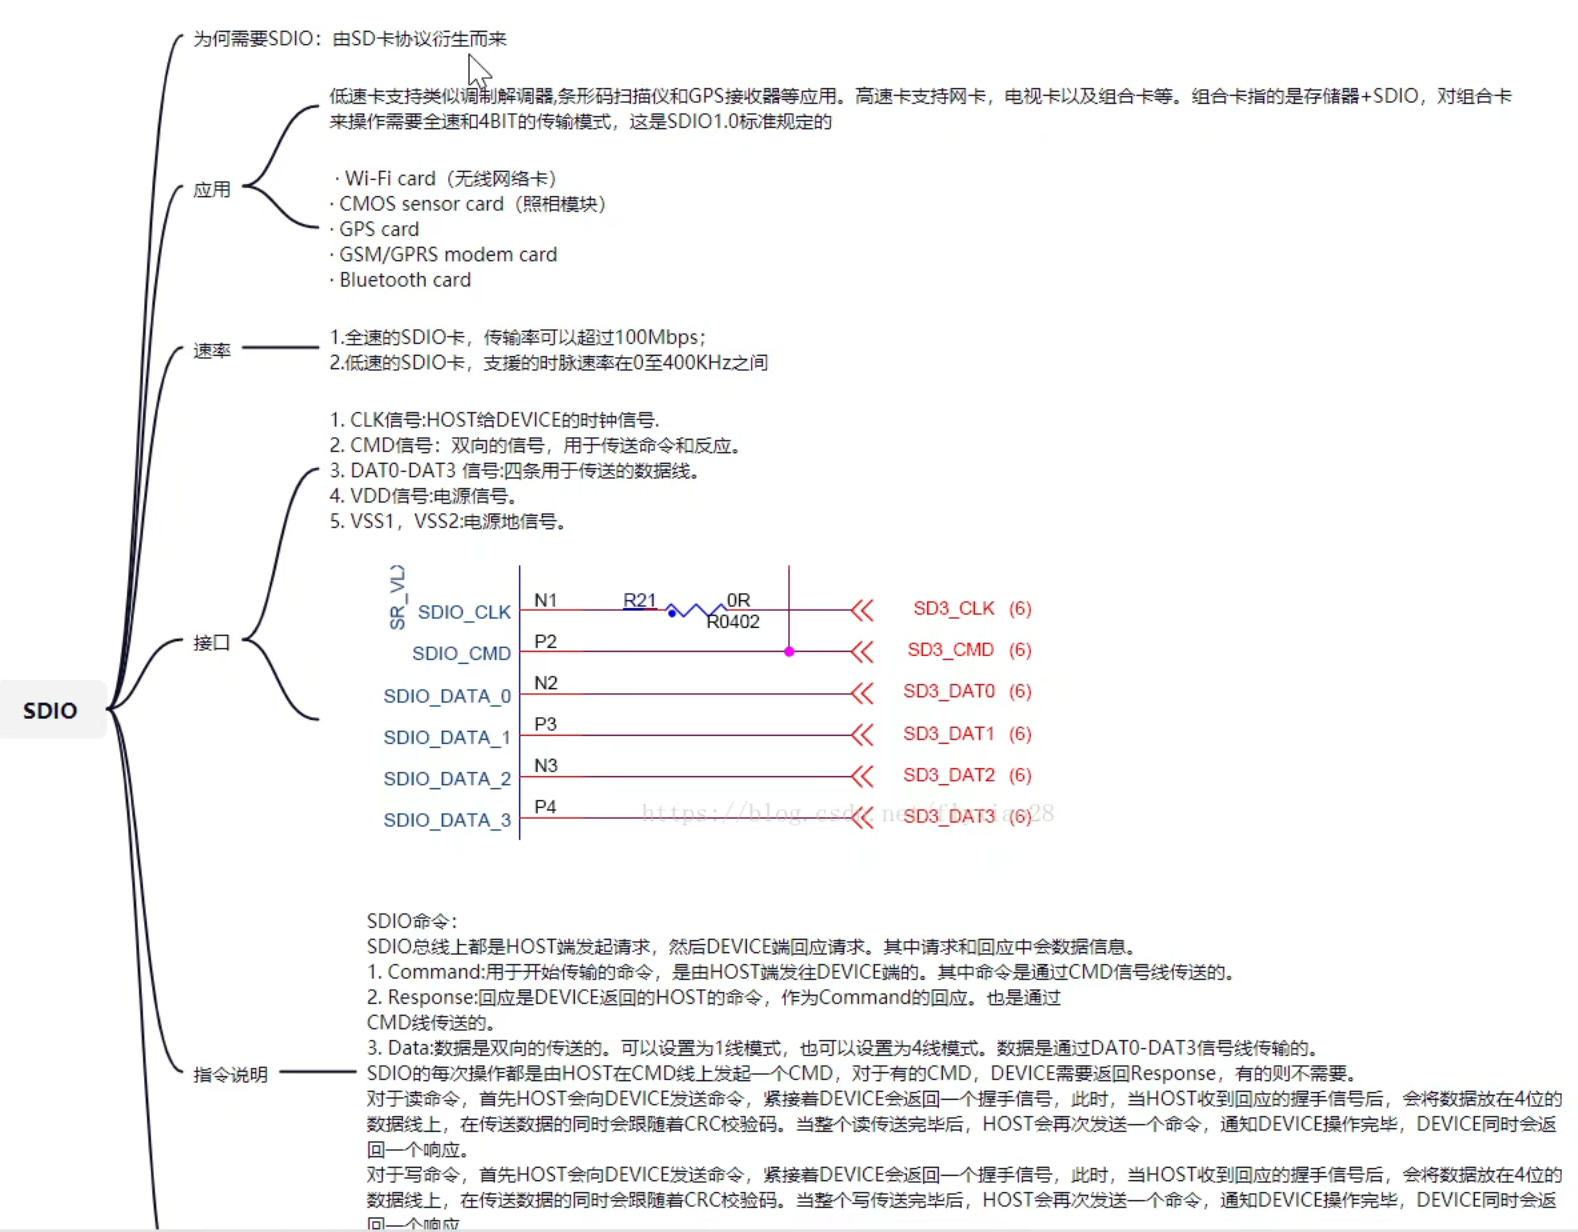 为何需要SDIO：由SD卡协议衍生而来
低速卡支持类似调制解调器,条形码扫描仪和GPS接收器等应用。高速卡支持网卡，电视卡以及组合卡等。组合卡指的是存储器+SDIO，对组合卡
来操作需要全速和4BIT的传输模式，这是SDIO1.0标准规定的
应用
· Wi-Fi card（无线网络卡）
· CMOS sensor card（照相模块）
· GPS card
· GSM/GPRS modem card
· Bluetooth card
速率
1.全速的SDIO卡，传输率可以超过100Mbps；
2.低速的SDIO卡，支援的时脉速率在0至400KHz之间
1. CLK信号:HOST给DEVICE的时钟信号.
2. CMD信号：双向的信号，用于传送命令和反应。
3. DAT0-DAT3 信号:四条用于传送的数据线。
4. VDD信号:电源信号。
5. VSS1，VSS2:电源地信号。
接口
SDIO_CLK N1 R21 0R R0402 SD3_CLK (6)
SDIO_CMD P2 SD3_CMD (6)
SDIO_DATA_0 N2 SD3_DAT0 (6)
SDIO_DATA_1 P3 SD3_DAT1 (6)
SDIO_DATA_2 N3 SD3_DAT2 (6)
SDIO_DATA_3 P4 SD3_DAT3 (6)
SDIO
指令说明
SDIO命令：
SDIO总线上都是HOST端发起请求，然后DEVICE端回应请求。其中请求和回应中会数据信息。
1. Command:用于开始传输的命令，是由HOST端发往DEVICE端的。其中命令是通过CMD信号线传送的。
2. Response:回应是DEVICE返回的HOST的命令，作为Command的回应。也是通过
CMD线传送的。
3. Data:数据是双向的传送的。可以设置为1线模式，也可以设置为4线模式。数据是通过DAT0-DAT3信号线传输的。
SDIO的每次操作都是由HOST在CMD线上发起一个CMD，对于有的CMD，DEVICE需要返回Response，有的则不需要。
对于读命令，首先HOST会向DEVICE发送命令，紧接着DEVICE会返回一个握手信号，此时，当HOST收到回应的握手信号后，会将数据放在4位的
数据线上，在传送数据的同时会跟随着CRC校验码。当整个读传送完毕后，HOST会再次发送一个命令，通知DEVICE操作完毕，DEVICE同时会返
回一个响应。
对于写命令，首先HOST会向DEVICE发送命令，紧接着DEVICE会返回一个握手信号，此时，当HOST收到回应的握手信号后，会将数据放在4位的
数据线上，在传送数据的同时会跟随着CRC校验码。当整个写传送完毕后，HOST会再次发送一个命令，通知DEVICE操作完毕，DEVICE同时会返
回一个响应